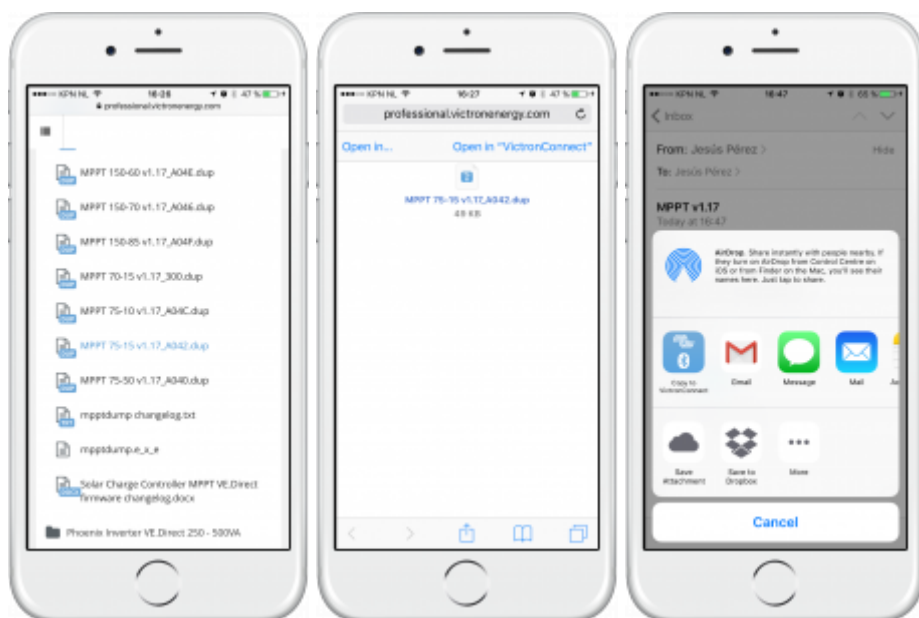 KPN NL 16:26 47 %
professional.victronenergy.com
MPPT 150-60 v1.17_A04E.dup
MPPT 150-70 v1.17_A046.dup
MPPT 150-85 v1.17_A04F.dup
MPPT 70-15 v1.17_300.dup
MPPT 75-10 v1.17_A04C.dup
MPPT 75-15 v1.17_A042.dup
MPPT 75-50 v1.17_A040.dup
mpptdump changelog.txt
mpptdump.e_x_e
Solar Charge Controller MPPT VE.Direct
firmware changelog.docx
Phoenix Inverter VE.Direct 250 - 500VA
KPN NL 16:27 47 %
professional.victronenergy.com
Open in... Open in "VictronConnect"
MPPT 75-15 v1.17_A042.dup
49 KB
KPN NL 16:47 65 %
Inbox
From: Jesús Pérez >
Hide
To: Jesús Pérez >
MPPT v1.17
Today at 16:47
AirDrop. Share instantly with people nearby. If
they turn on AirDrop from Control Centre on
iOS or from Finder on the Mac, you'll see their
names here. Just tap to share.
Copy to
VictronConnect
Email
Message
Mail
Save
Attachment
Save to
Dropbox
More
Cancel